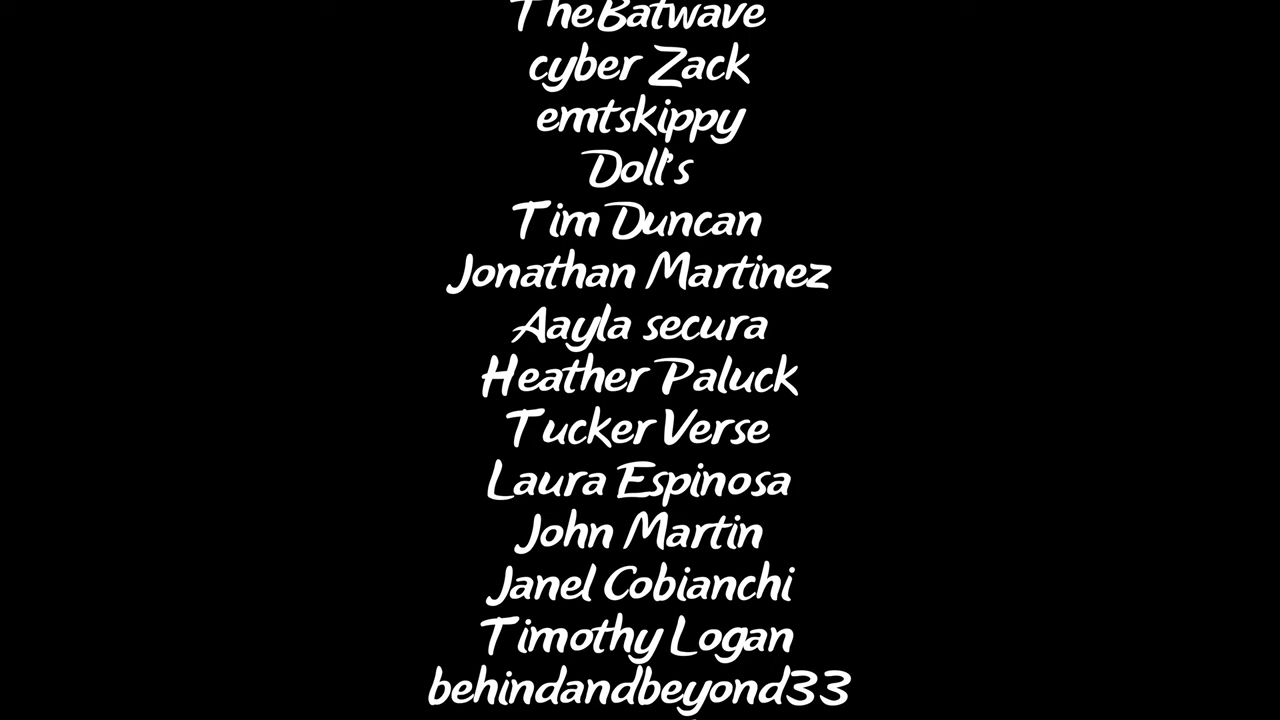 TheBatwave
cyber Zack
emtskippy
Doll's
Tim Duncan
Jonathan Martinez
Aayla secura
Heather Paluck
Tucker Verse
Laura Espinosa
John Martin
Janel Cobianchi
Timothy Logan
behindandbeyond33